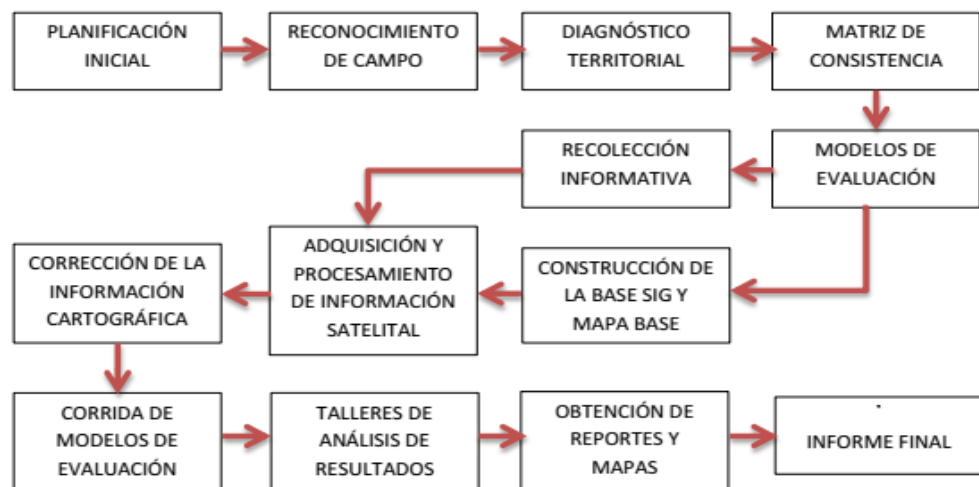 PLANIFICACIÓN
INICIAL
RECONOCIMIENTO
DE CAMPO
DIAGNÓSTICO
TERRITORIAL
MATRIZ DE
CONSISTENCIA
RECOLECCIÓN
INFORMATIVA
MODELOS DE
EVALUACIÓN
CORRECCIÓN DE LA
INFORMACIÓN
CARTOGRÁFICA
ADQUISICIÓN Y
PROCESAMIENTO
DE INFORMACIÓN
SATELITAL
CONSTRUCCIÓN DE
LA BASE SIG Y
MAPA BASE
CORRIDA DE
MODELOS DE
EVALUACIÓN
TALLERES DE
ANÁLISIS DE
RESULTADOS
OBTENCIÓN DE
REPORTES Y
MAPAS
INFORME FINAL